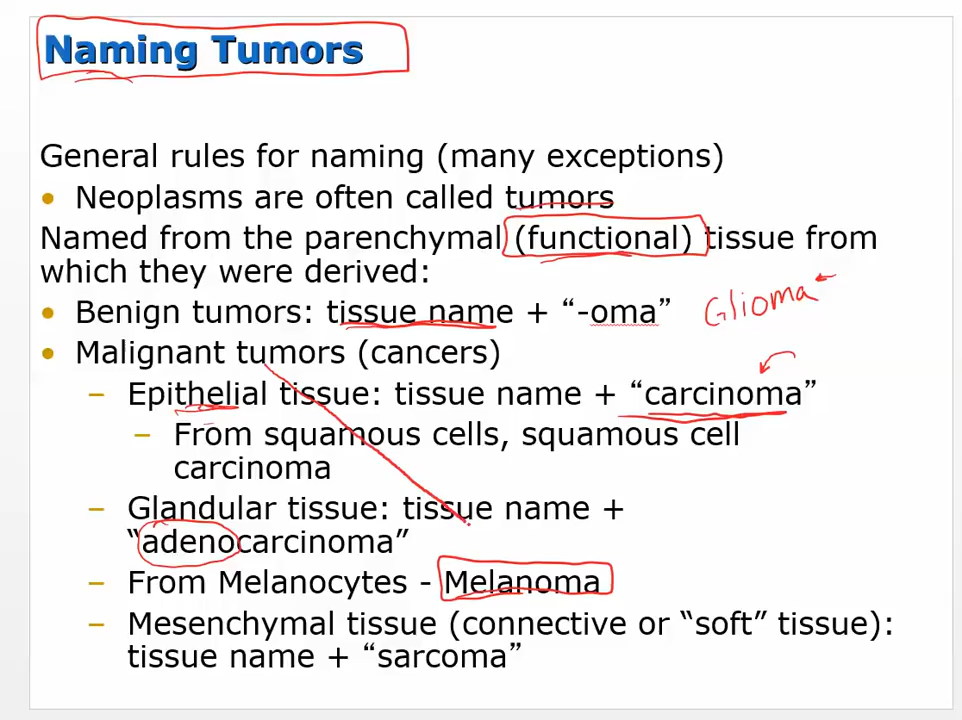 Naming Tumors
General rules for naming (many exceptions)
• Neoplasms are often called tumors
Named from the parenchymal (functional) tissue from
which they were derived:
• Benign tumors: tissue name + “-oma” Glioma
• Malignant tumors (cancers)
– Epithelial tissue: tissue name + “carcinoma”
– From squamous cells, squamous cell
carcinoma
– Glandular tissue: tissue name +
“adenocarcinoma”
– From Melanocytes - Melanoma
– Mesenchymal tissue (connective or “soft” tissue):
tissue name + “sarcoma”